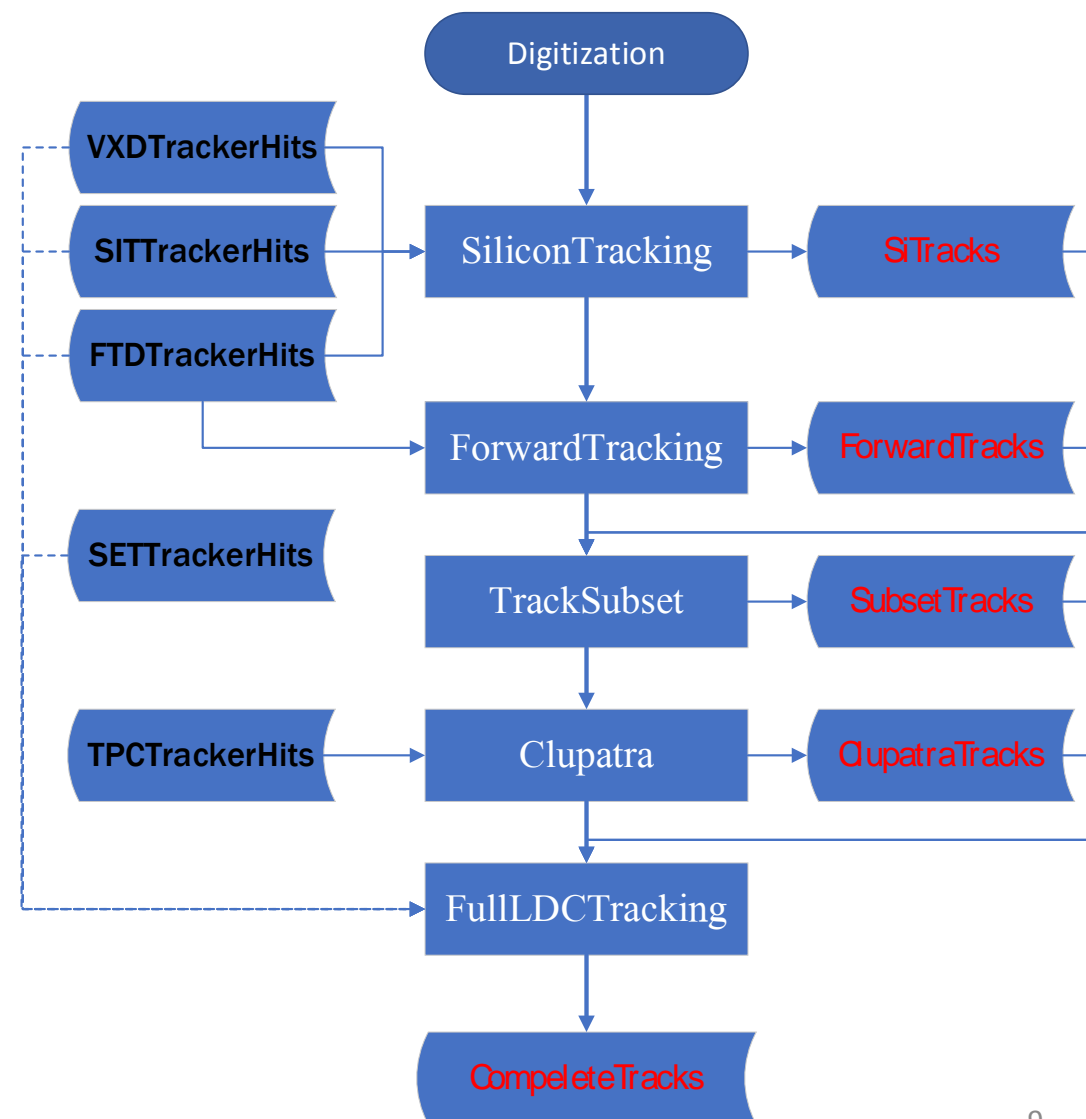 Digitization
VXDTrackerHits
SITTrackerHits
SiliconTracking
SiTracks
FTDTrackerHits
ForwardTracking
ForwardTracks
SETTrackerHits
TrackSubset
SubsetTracks
TPCTrackerHits
Clupatra
ClupatraTracks
FullLDCTracking
CompeleteTracks